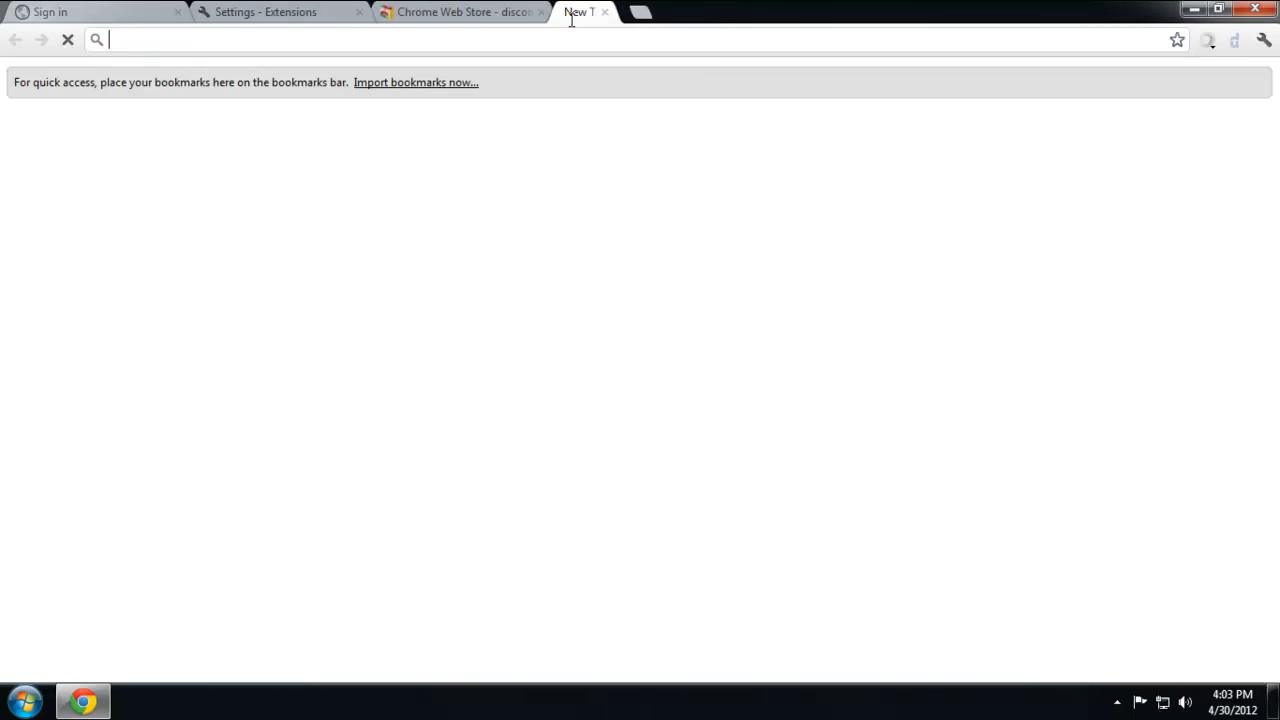 Sign in
Settings - Extensions
Chrome Web Store - discon
New T
For quick access, place your bookmarks here on the bookmarks bar. Import bookmarks now...
d
4:03 PM
4/30/2012